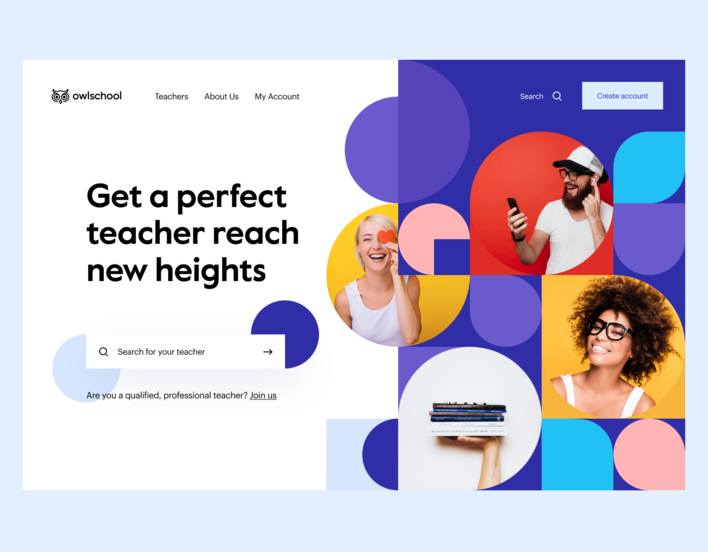 owlschool
Teachers
About Us
My Account
Search
Create account
Get a perfect
teacher reach
new heights
Search for your teacher
Are you a qualified, professional teacher? Join us